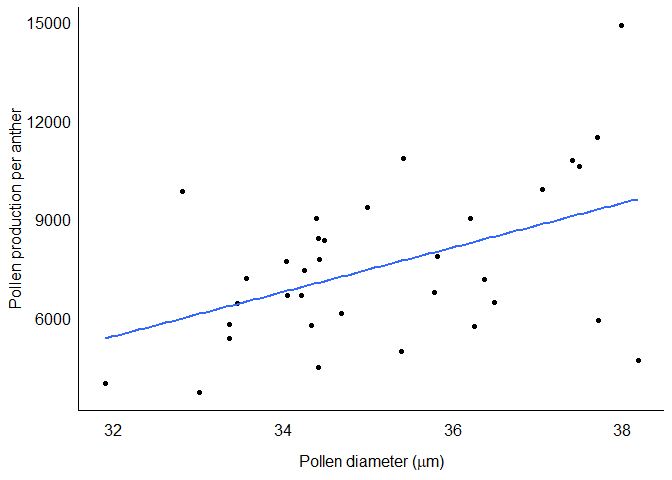 15000
12000
9000
6000
Pollen production per anther
32 34 36 38
Pollen diameter (μm)